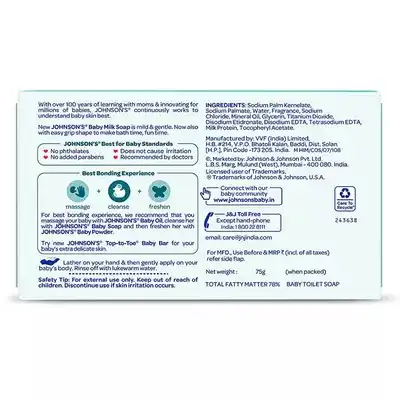 With over 100 years of learning with moms & innovating for
millions of babies, JOHNSON'S® continuously works to
understand baby skin best.
Now JOHNSON'S® Baby Milk Soap is mild & gentle. Now also
with easy grip shape to make bath time, fun time.
JOHNSON'S® Best for Baby Standards
No phthalates
Does not cause irritation
No added parabens
Recommended by doctors
Best Bonding Experience
massage
+
cleanse
+
freshen
For best bonding experience, we recommend that you
massage your baby with JOHNSON'S® Baby Oil, cleanse her
with JOHNSON'S® Baby Soap and then freshen her with
JOHNSON'S® Baby Powder.
Try new JOHNSON'S® Top-to-Toe® Baby Bar for your
baby's extra delicate skin.
Lather on your hand & then gently apply on your
baby's body. Rinse off with lukewarm water.
Safety Tip: For external use only. Keep out of reach of
children. Discontinue use if skin irritation occurs.
INGREDIENTS: Sodium Palm Kernelate,
Sodium Palmate, Water, Fragrance, Sodium
Chloride, Mineral Oil, Glycerin, Titanium Dioxide,
Disodium Etidronate, Disodium EDTA, Tetrasodium EDTA,
Milk Protein, Tocopheryl Acetate.
Manufactured by: VVF (India) Limited,
H.B. #214, V.P.O. Bhatoli Kalan, Baddi, Dist. Solan
[H.P.], Pin Code -173 205. India. M HIM/COS/07/108
©, Marketed by: Johnson & Johnson Pvt. Ltd.
L.B.S. Marg, Mulund (West), Mumbai - 400 080. India.
Licensed user of Trademarks.
® Trademarks of Johnson & Johnson, U.S.A.
Connect with our
baby community
www.johnsonsbaby.in
J&J Toll Free
Except hand-phone
India: 1 800 22 8111
email: care@jnjindia.com
Care To
Recycle®
243638
For MFD., Use Before & MRP ₹ (incl. of all taxes)
refer side flap.
Net weight :
75g
(when packed)
TOTAL FATTY MATTER 78%
BABY TOILET SOAP